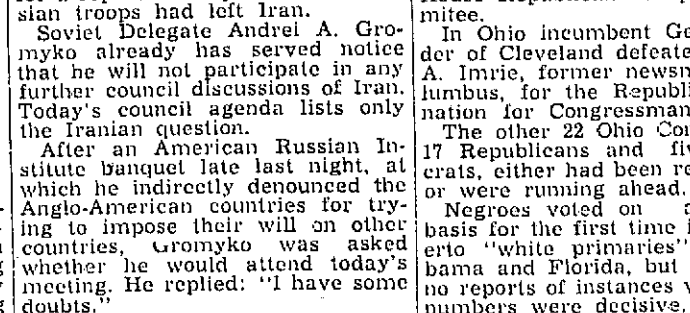 sian troops had left Iran.
Soviet Delegate Andrei A. Gro-
myko already has served notice
that he will not participate in any
further council discussions of Iran.
Today's council agenda lists only
the Iranian question.
After an American Russian In-
stitute banquet late last night, at
which he indirectly denounced the
Anglo-American countries for try-
ing to impose their will on other
countries, Gromyko was asked
whether he would attend today's
meeting. He replied: "I have some
doubts."
mitee.
In Ohio incumbent Ge
der of Cleveland defeate
A. Imrie, former newsm
lumbus, for the Republi
nation for Congressman
The other 22 Ohio Con
17 Republicans and fiv
crats, either had been re
or were running ahead.
Negroes voted on a
basis for the first time i
erto "white primaries"
bama and Florida, but
no reports of instances w
numbers were decisive.